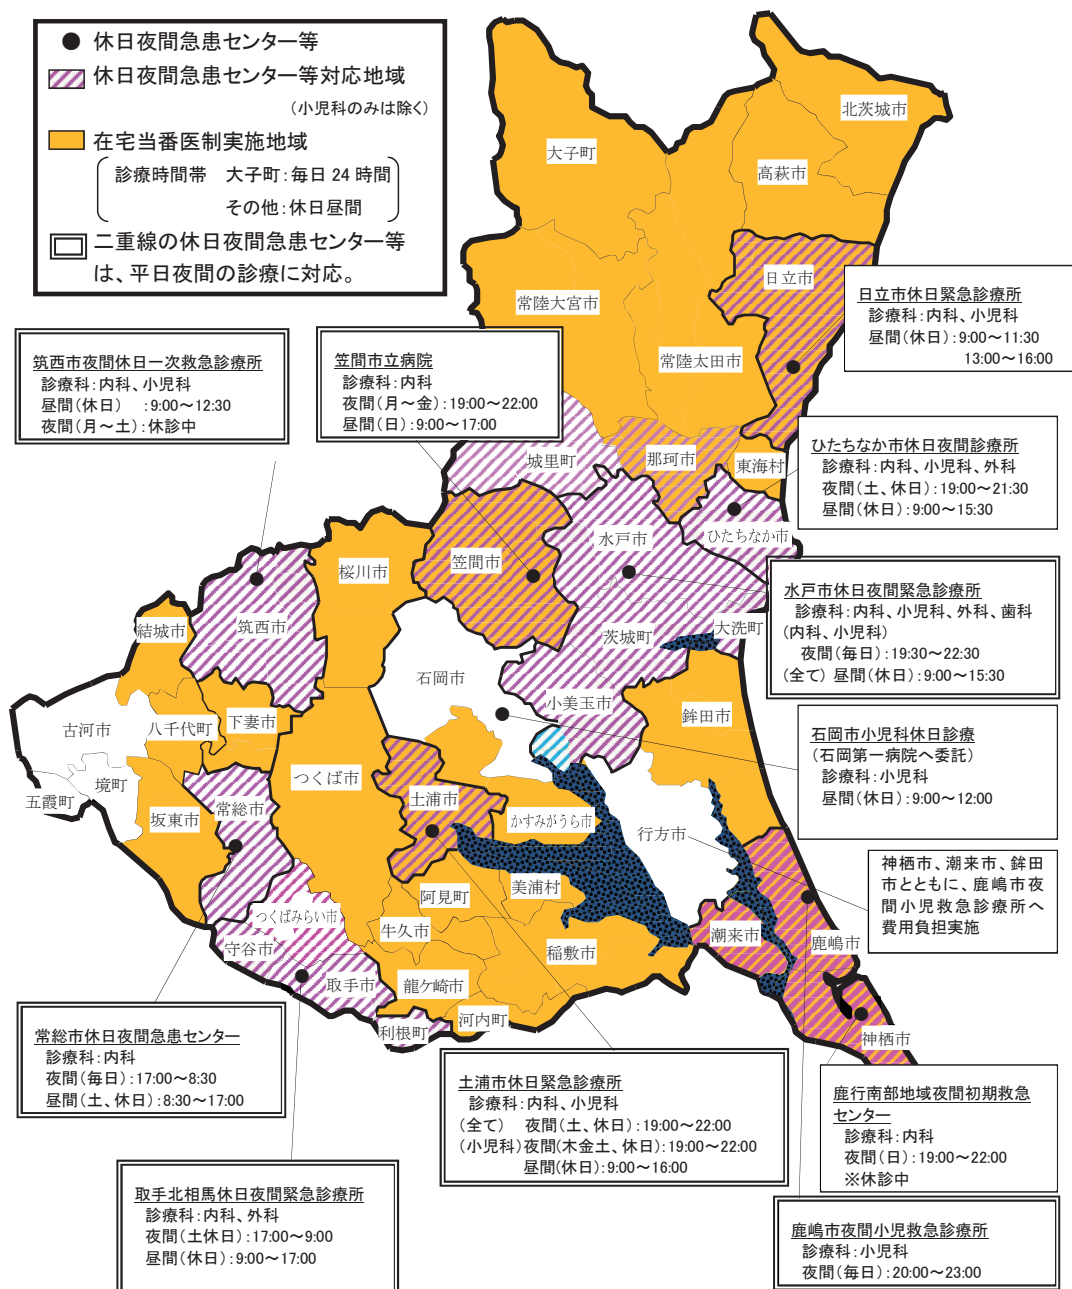 休日夜間急患センター等
休日夜間急患センター等対応地域
(小児科のみは除く)
在宅当番医制実施地域
診療時間帯 大子町:毎日24時間
その他:休日昼間
二重線の休日夜間急患センター等
は、平日夜間の診療に対応。
北茨城市
大子町
高萩市
日立市
常陸大宮市
常陸太田市
日立市休日緊急診療所
診療科:内科、小児科
昼間(休日):9:00～11:30
13:00～16:00
筑西市夜間休日一次救急診療所
診療科:内科、小児科
昼間(休日) :9:00～12:30
夜間(月～土):休診中
笠間市立病院
診療科:内科
夜間(月～金):19:00～22:00
昼間(日):9:00～17:00
城里町
那珂市
東海村
ひたちなか市休日夜間診療所
診療科:内科、小児科、外科
夜間(土、休日):19:00～21:30
昼間(休日):9:00～15:30
水戸市
ひたちなか市
笠間市
桜川市
筑西市
結城市
茨城町
大洗町
水戸市休日夜間緊急診療所
診療科:内科、小児科、外科、歯科
(内科、小児科)
夜間(毎日):19:30～22:30
(全て) 昼間(休日):9:00～15:30
石岡市
小美玉市
鉾田市
古河市
八千代町
下妻市
境町
五霞町
つくば市
常総市
坂東市
土浦市
かすみがうら市
行方市
石岡市小児科休日診療
(石岡第一病院へ委託)
診療科:小児科
昼間(休日):9:00～12:00
神栖市、潮来市、鉾田
市とともに、鹿嶋市夜
間小児救急診療所へ
費用負担実施
阿見町
美浦村
つくばみらい市
牛久市
守谷市
取手市
龍ケ崎市
稲敷市
潮来市
鹿嶋市
利根町
河内町
神栖市
常総市休日夜間急患センター
診療科:内科
夜間(毎日):17:00～8:30
昼間(土、休日):8:30～17:00
土浦市休日緊急診療所
診療科:内科、小児科
(全て) 夜間(土、休日):19:00～22:00
(小児科)夜間(木金土、休日):19:00～22:00
昼間(休日):9:00～16:00
鹿行南部地域夜間初期救急
センター
診療科:内科
夜間(日):19:00～22:00
※休診中
取手北相馬休日夜間緊急診療所
診療科:内科、外科
夜間(土休日):17:00～9:00
昼間(休日):9:00～17:00
鹿嶋市夜間小児救急診療所
診療科:小児科
夜間(毎日):20:00～23:00